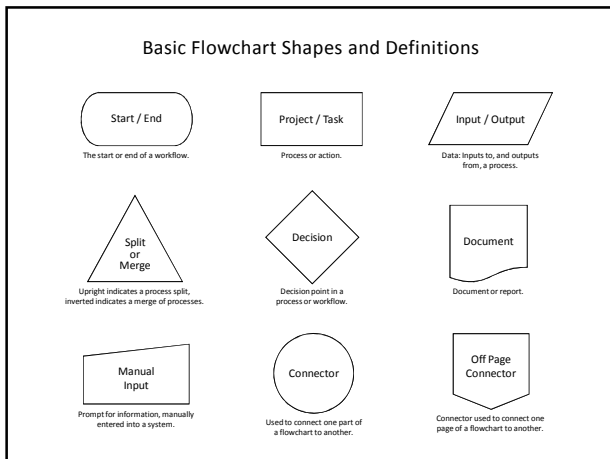 Basic Flowchart Shapes and Definitions
Start / End
The start or end of a workflow.
Project / Task
Process or action.
Input / Output
Data: Inputs to, and outputs
from, a process.
Split
or
Merge
Upright indicates a process split,
inverted indicates a merge of processes.
Decision
Decision point in a
process or workflow.
Document
Document or report.
Manual
Input
Prompt for information, manually
entered into a system.
Connector
Used to connect one part
of a flowchart to another.
Off Page
Connector
Connector used to connect one
page of a flowchart to another.